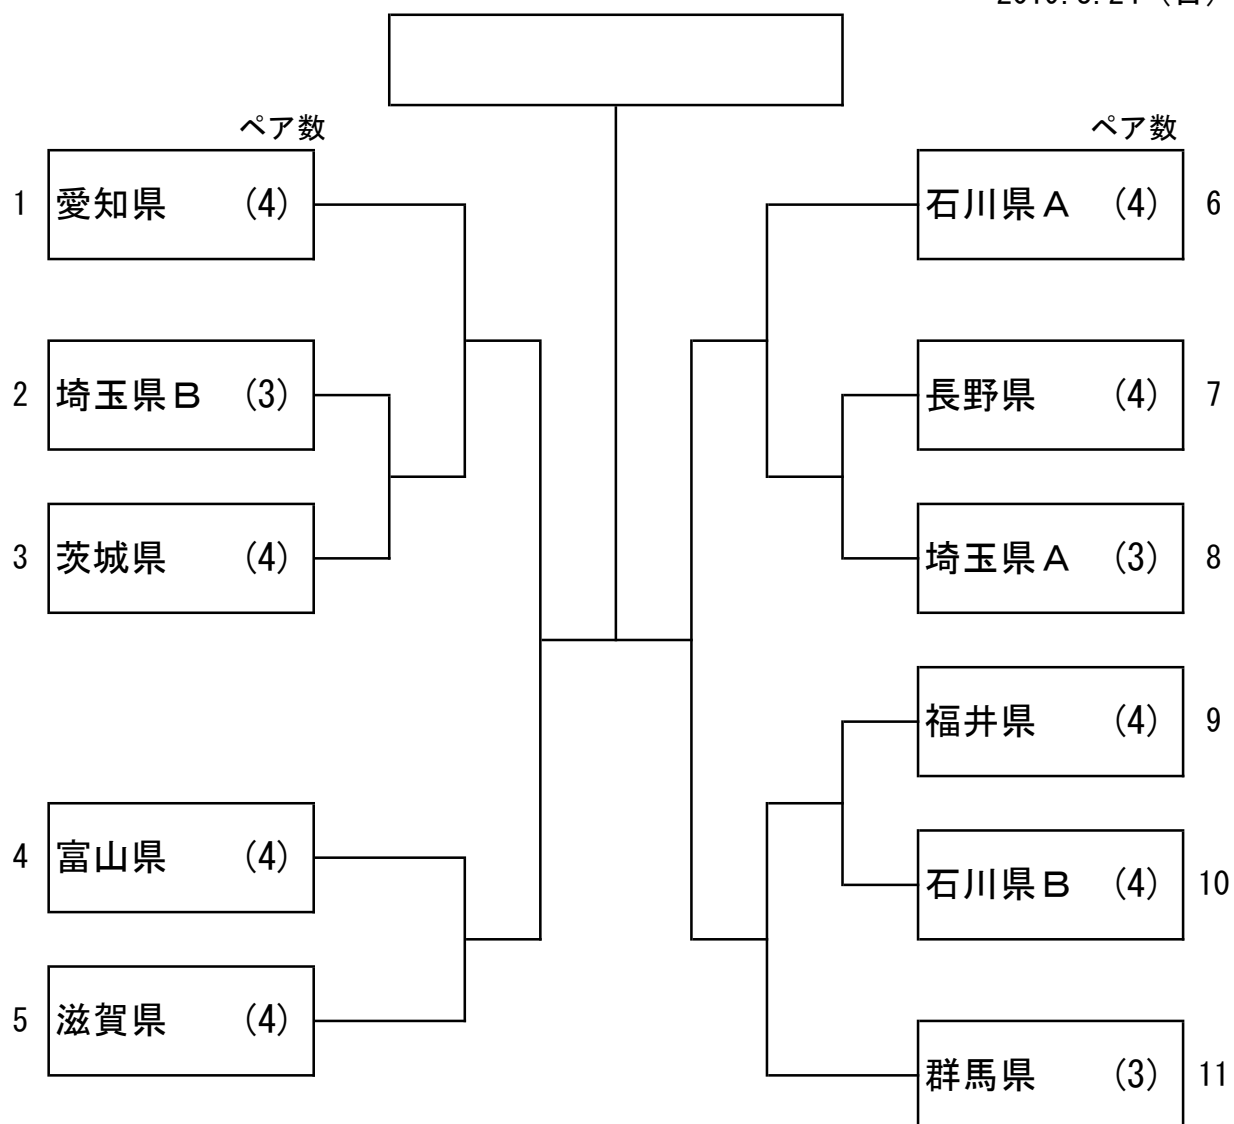 ペア数
1 愛知県 (4)
2 埼玉県Ｂ (3)
3 茨城県 (4)
4 富山県 (4)
5 滋賀県 (4)
ペア数
石川県Ａ (4) 6
長野県 (4) 7
埼玉県Ａ (3) 8
福井県 (4) 9
石川県Ｂ (4) 10
群馬県 (3) 11